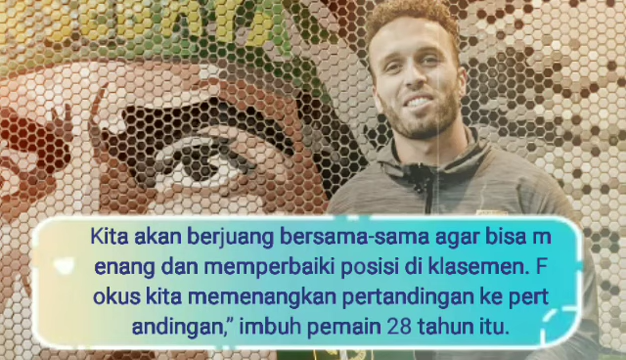 Kita akan berjuang bersama-sama agar bisa m
enang dan memperbaiki posisi di klasemen. F
okus kita memenangkan pertandingan ke pert
andingan,” imbuh pemain 28 tahun itu.